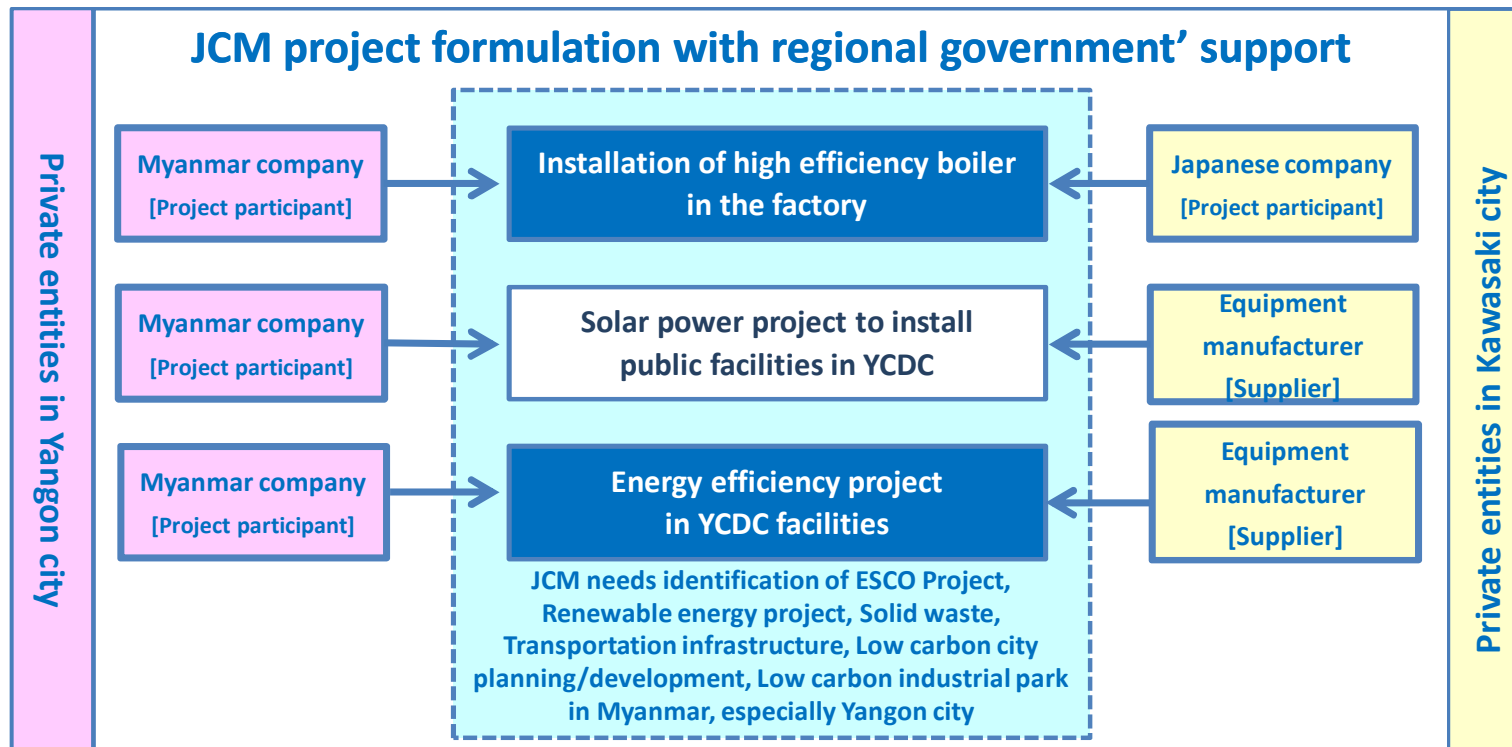 JCM project formulation with regional government' support
Private entities in Yangon city
Myanmar company
[Project participant]
Installation of high efficiency boiler
in the factory
Japanese company
[Project participant]
Myanmar company
[Project participant]
Solar power project to install
public facilities in YCDC
Equipment
manufacturer
[Supplier]
Myanmar company
[Project participant]
Energy efficiency project
in YCDC facilities
Equipment
manufacturer
[Supplier]
JCM needs identification of ESCO Project,
Renewable energy project, Solid waste,
Transportation infrastructure, Low carbon city
planning/development, Low carbon industrial park
in Myanmar, especially Yangon city
Private entities in Kawasaki city